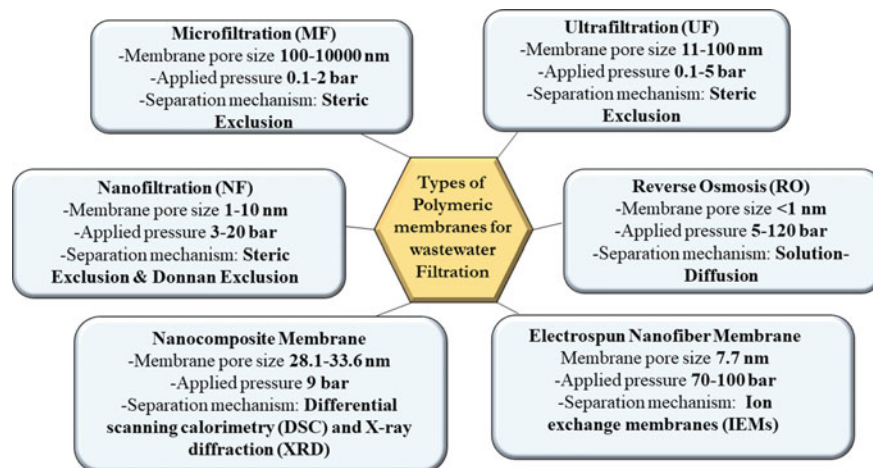 Microfiltration (MF)
-Membrane pore size 100-10000 nm
-Applied pressure 0.1-2 bar
-Separation mechanism: Steric
Exclusion
Ultrafiltration (UF)
-Membrane pore size 11-100 nm
-Applied pressure 0.1-5 bar
-Separation mechanism: Steric
Exclusion
Nanofiltration (NF)
-Membrane pore size 1-10 nm
-Applied pressure 3-20 bar
-Separation mechanism: Steric
Exclusion & Donnan Exclusion
Types of
Polymeric
membranes for
wastewater
Filtration
Reverse Osmosis (RO)
-Membrane pore size <1 nm
-Applied pressure 5-120 bar
-Separation mechanism: Solution-
Diffusion
Nanocomposite Membrane
-Membrane pore size 28.1-33.6 nm
-Applied pressure 9 bar
-Separation mechanism: Differential
scanning calorimetry (DSC) and X-ray
diffraction (XRD)
Electrospun Nanofiber Membrane
Membrane pore size 7.7 nm
-Applied pressure 70-100 bar
-Separation mechanism: Ion
exchange membranes (IEMs)